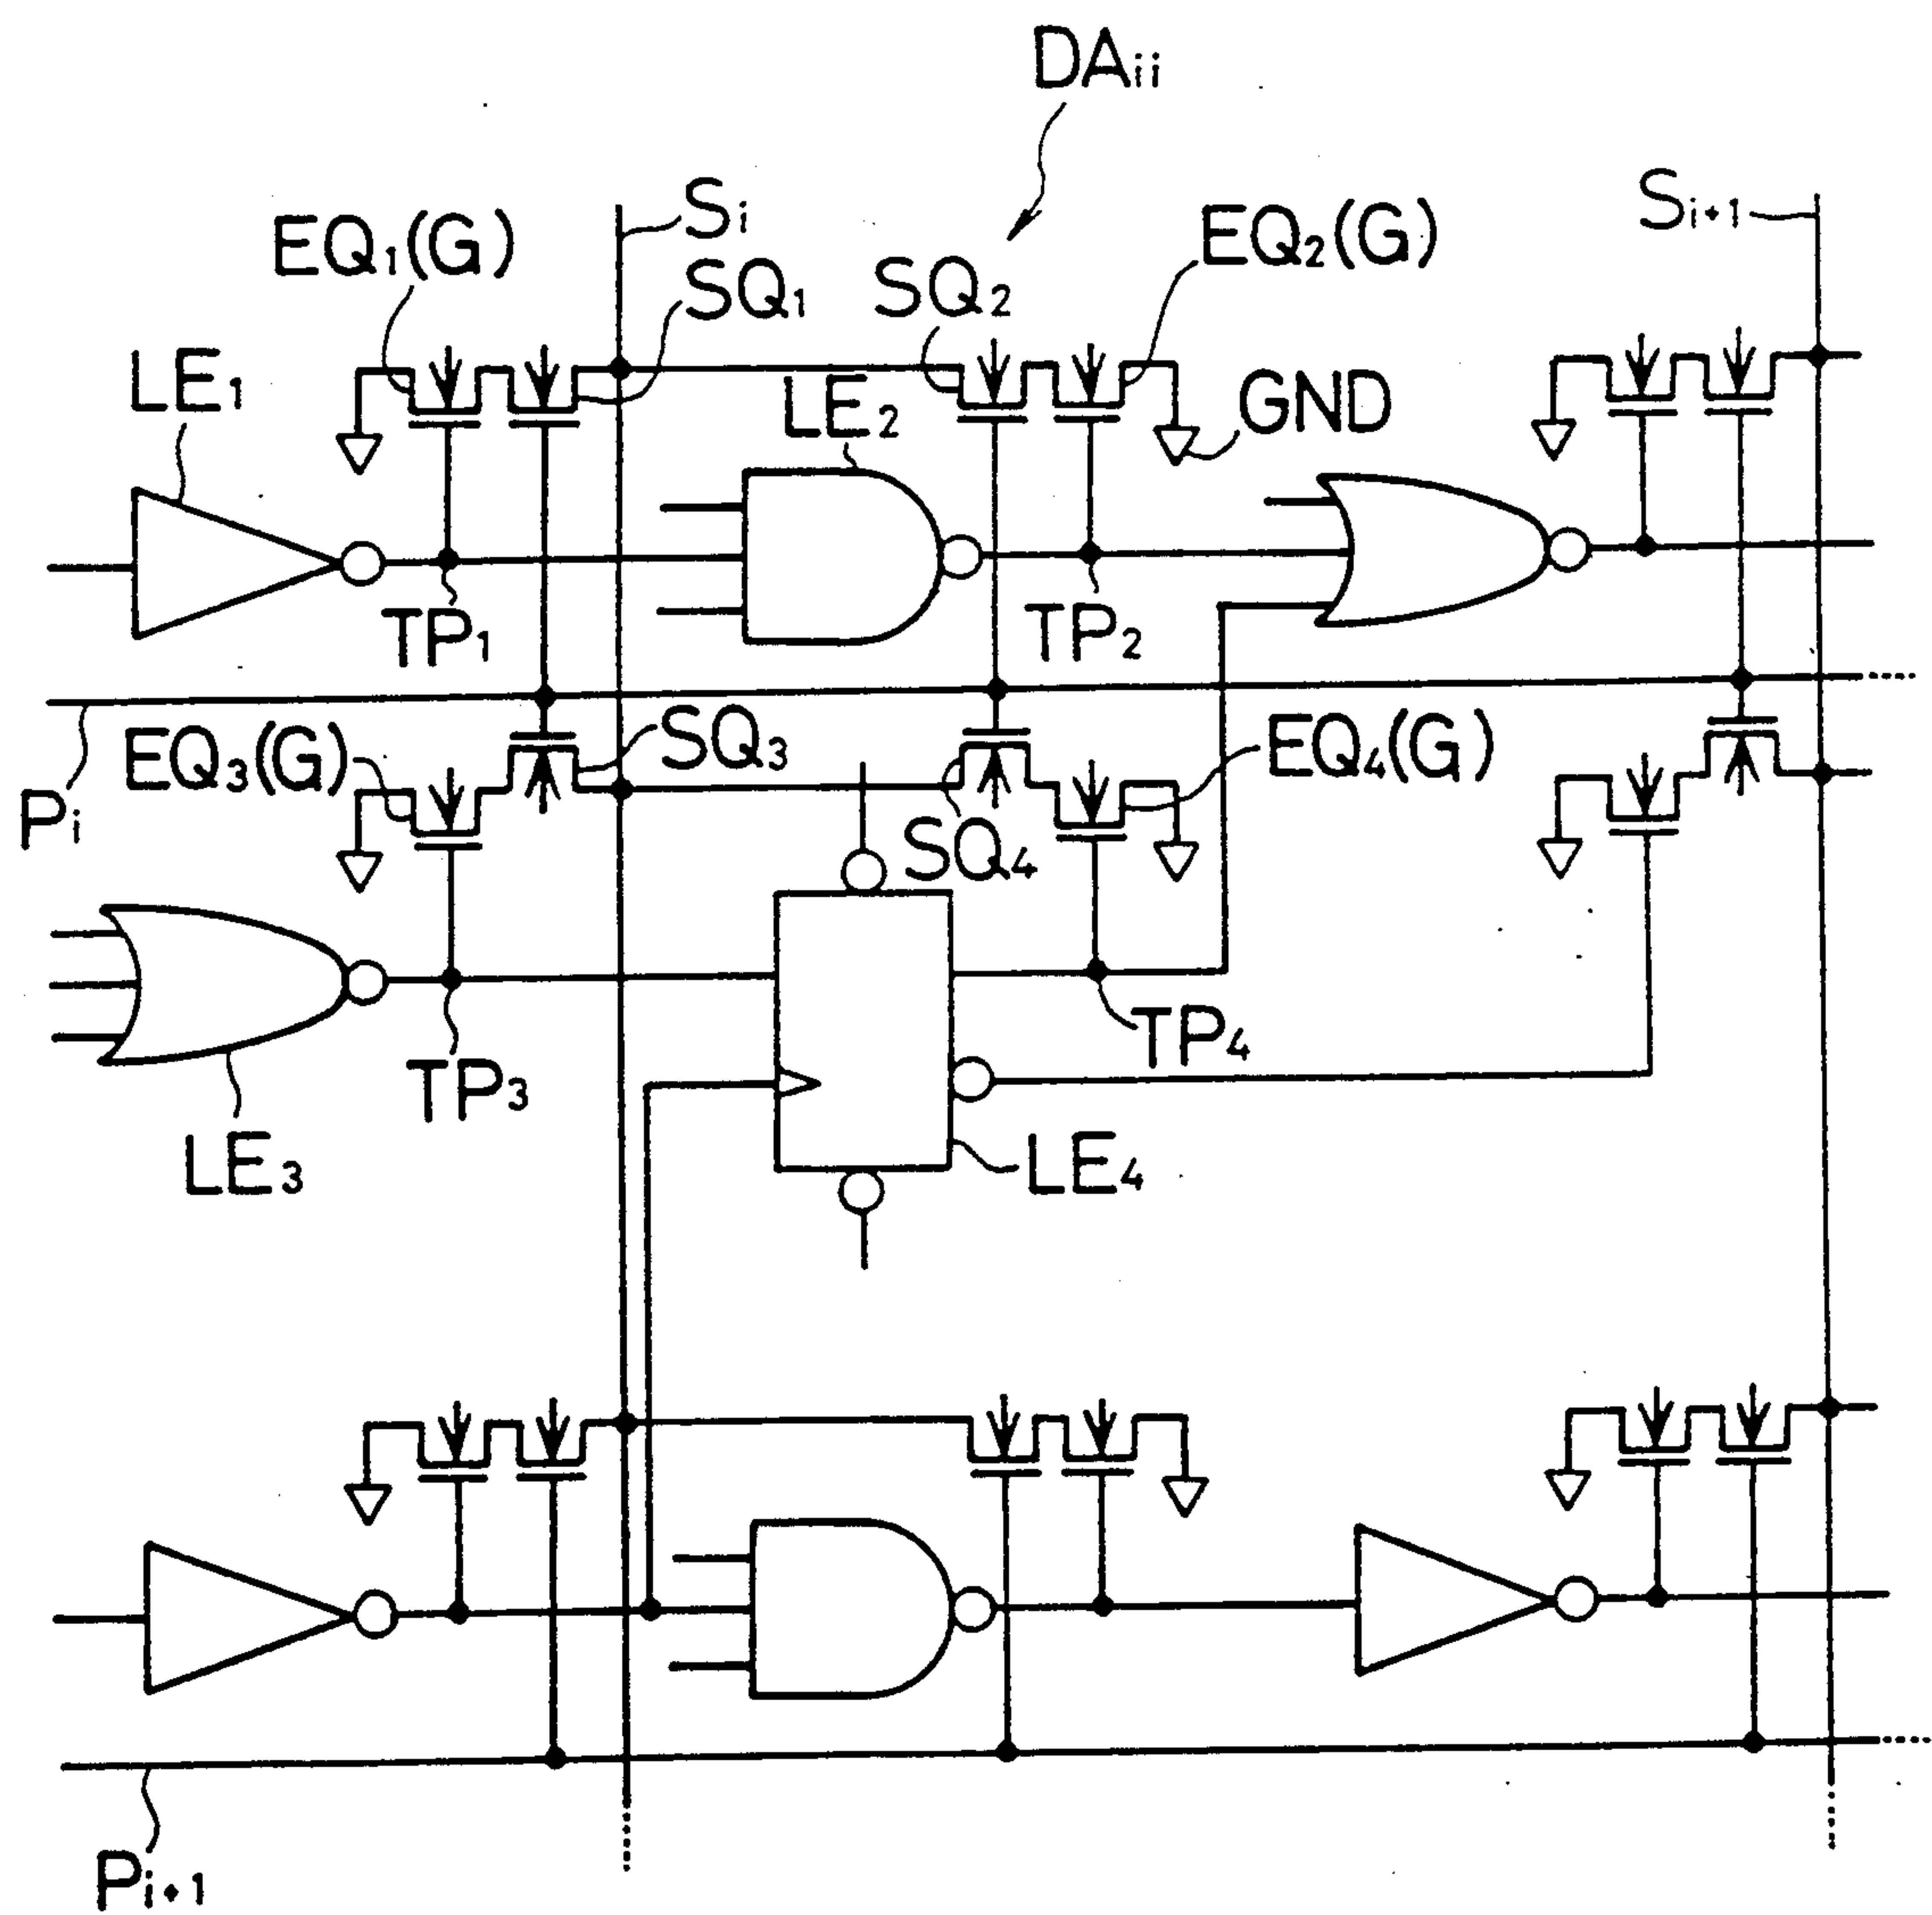 DAii
Si
Si+1
EQ1(G)
EQ2(G)
SQ1
SQ2
LE1
LE2
GND
TP1
TP2
SQ3
EQ3(G)
EQ4(G)
Pi
SQ4
TP4
TP3
LE3
LE4
Pi+1